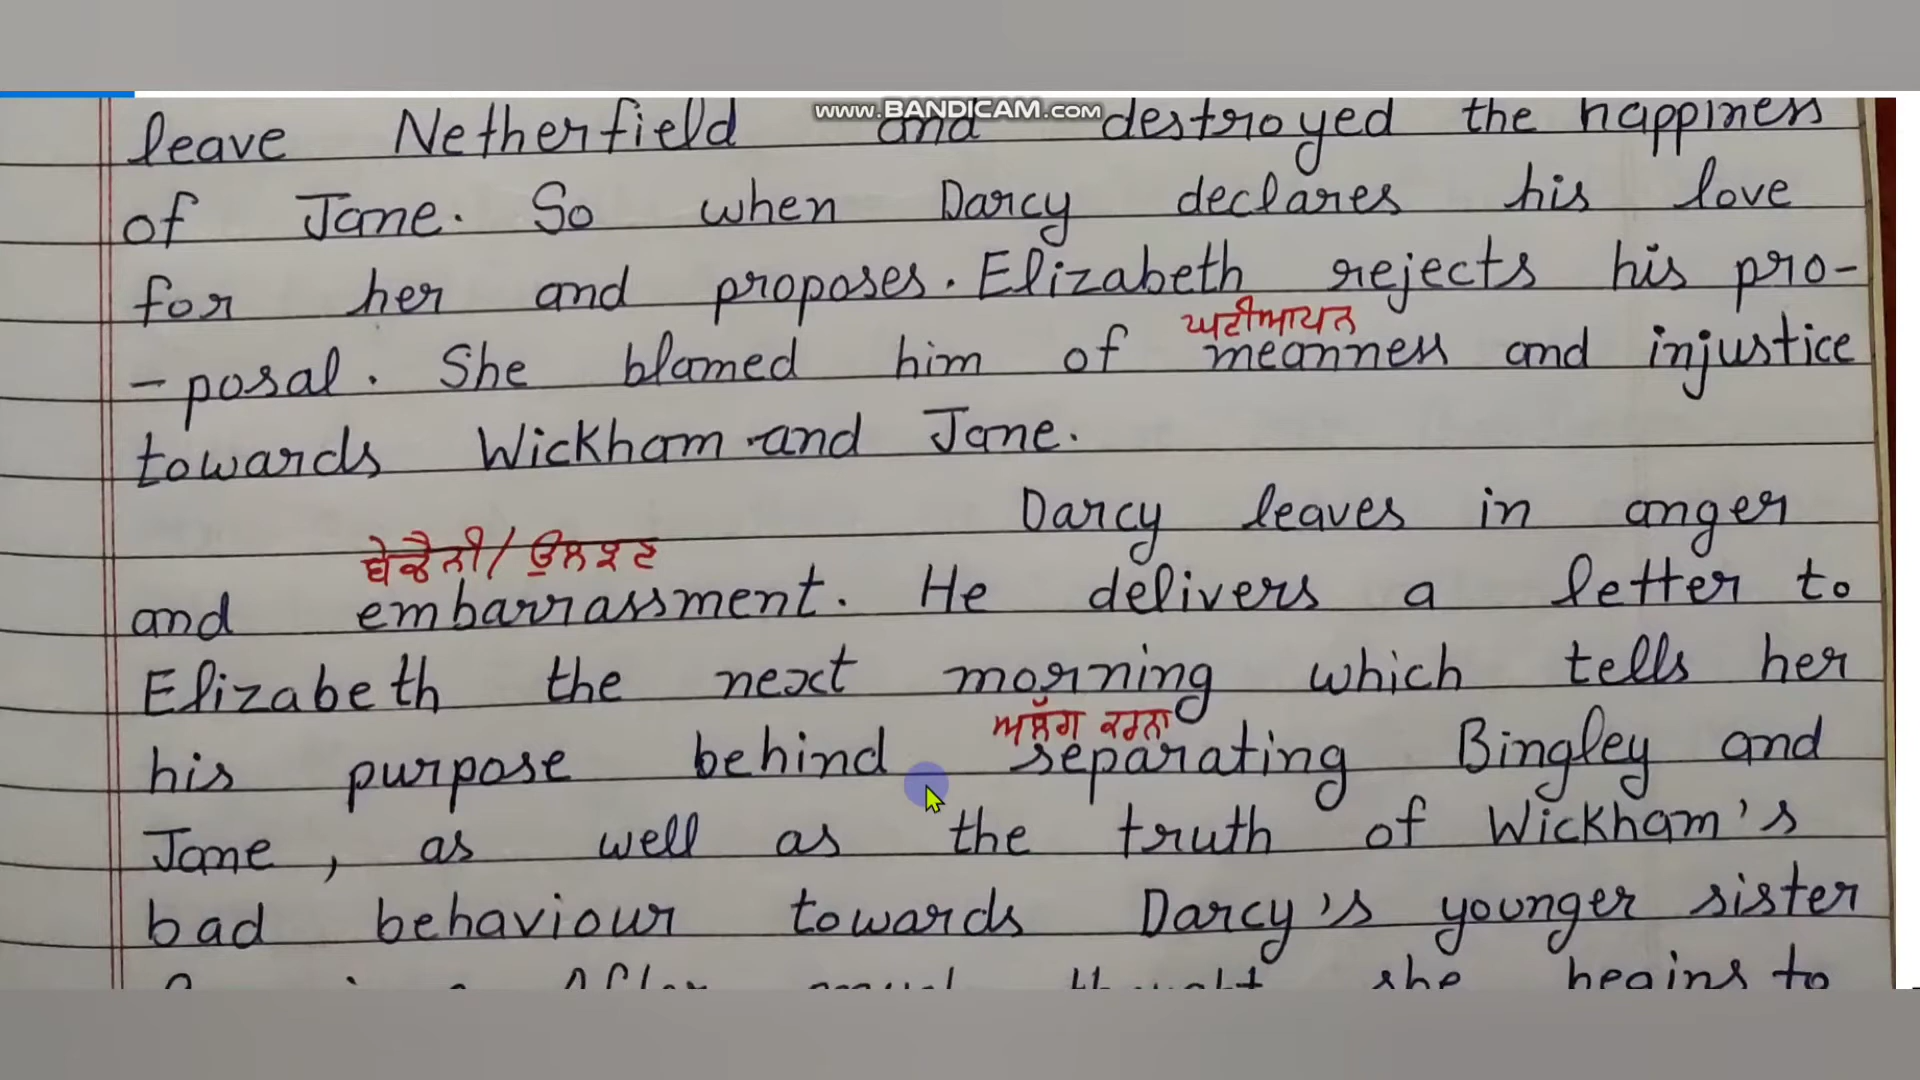 www.BANDICAM.com
leave Netherfield and destroyed the happiness
of Jane. So when Darcy declares his love
for her and proposes. Elizabeth rejects his pro-
ਘਟੀਆਪਨ
-posal. She blamed him of meanness and injustice
towards Wickham and Jane.
Darcy leaves in anger
ਬੇਚੈਨੀ /
and embarrassment. He delivers a letter to
Elizabeth the next morning which tells her
ਅਲੱਗ ਕਰਨਾ
his purpose behind separating Bingley and
Jane, as well as the truth of Wickham's
bad behaviour towards Darcy's younger sister
she begins to